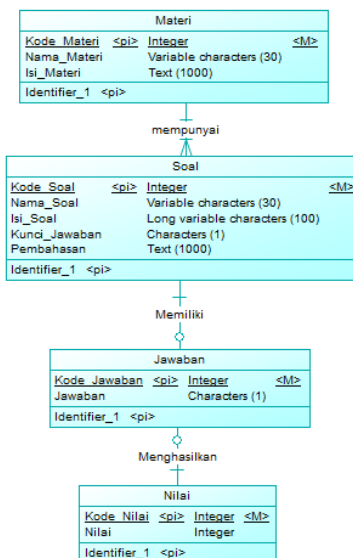 Materi
Kode_Materi <pi> Integer <M>
Nama_Materi Variable characters (30)
Isi_Materi Text (1000)
Identifier_1 <pi>
mempunyai
Soal
Kode_Soal <pi> Integer <M>
Nama_Soal Variable characters (30)
Isi_Soal Long variable characters (100)
Kunci_Jawaban Characters (1)
Pembahasan Text (1000)
Identifier_1 <pi>
Memiliki
Jawaban
Kode_Jawaban <pi> Integer <M>
Jawaban Characters (1)
Identifier_1 <pi>
Menghasilkan
Nilai
Kode_Nilai <pi> Integer <M>
Nilai Integer
Identifier_1 <pi>